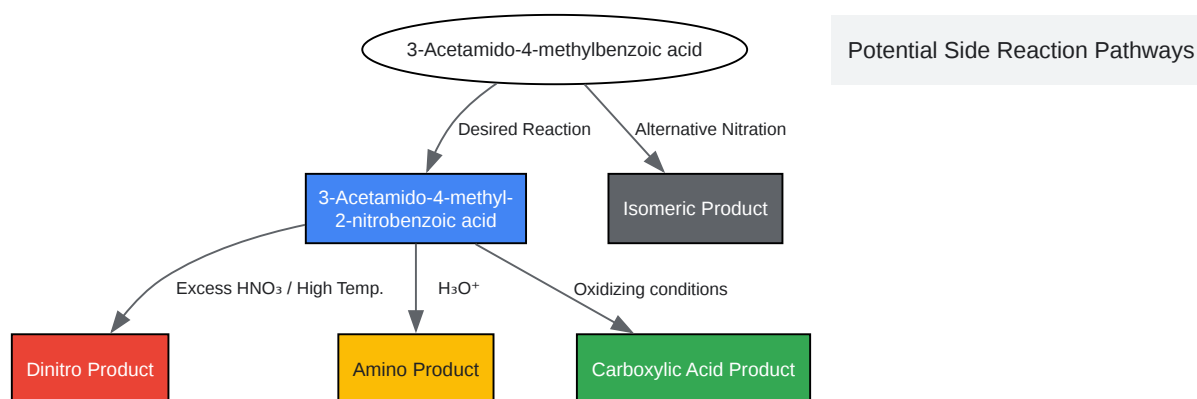 3-Acetamido-4-methylbenzoic acid
Potential Side Reaction Pathways
Desired Reaction
Alternative Nitration
3-Acetamido-4-methyl-
2-nitrobenzoic acid
Isomeric Product
Excess HNO₃ / High Temp.
H₃O⁺
Oxidizing conditions
Dinitro Product
Amino Product
Carboxylic Acid Product